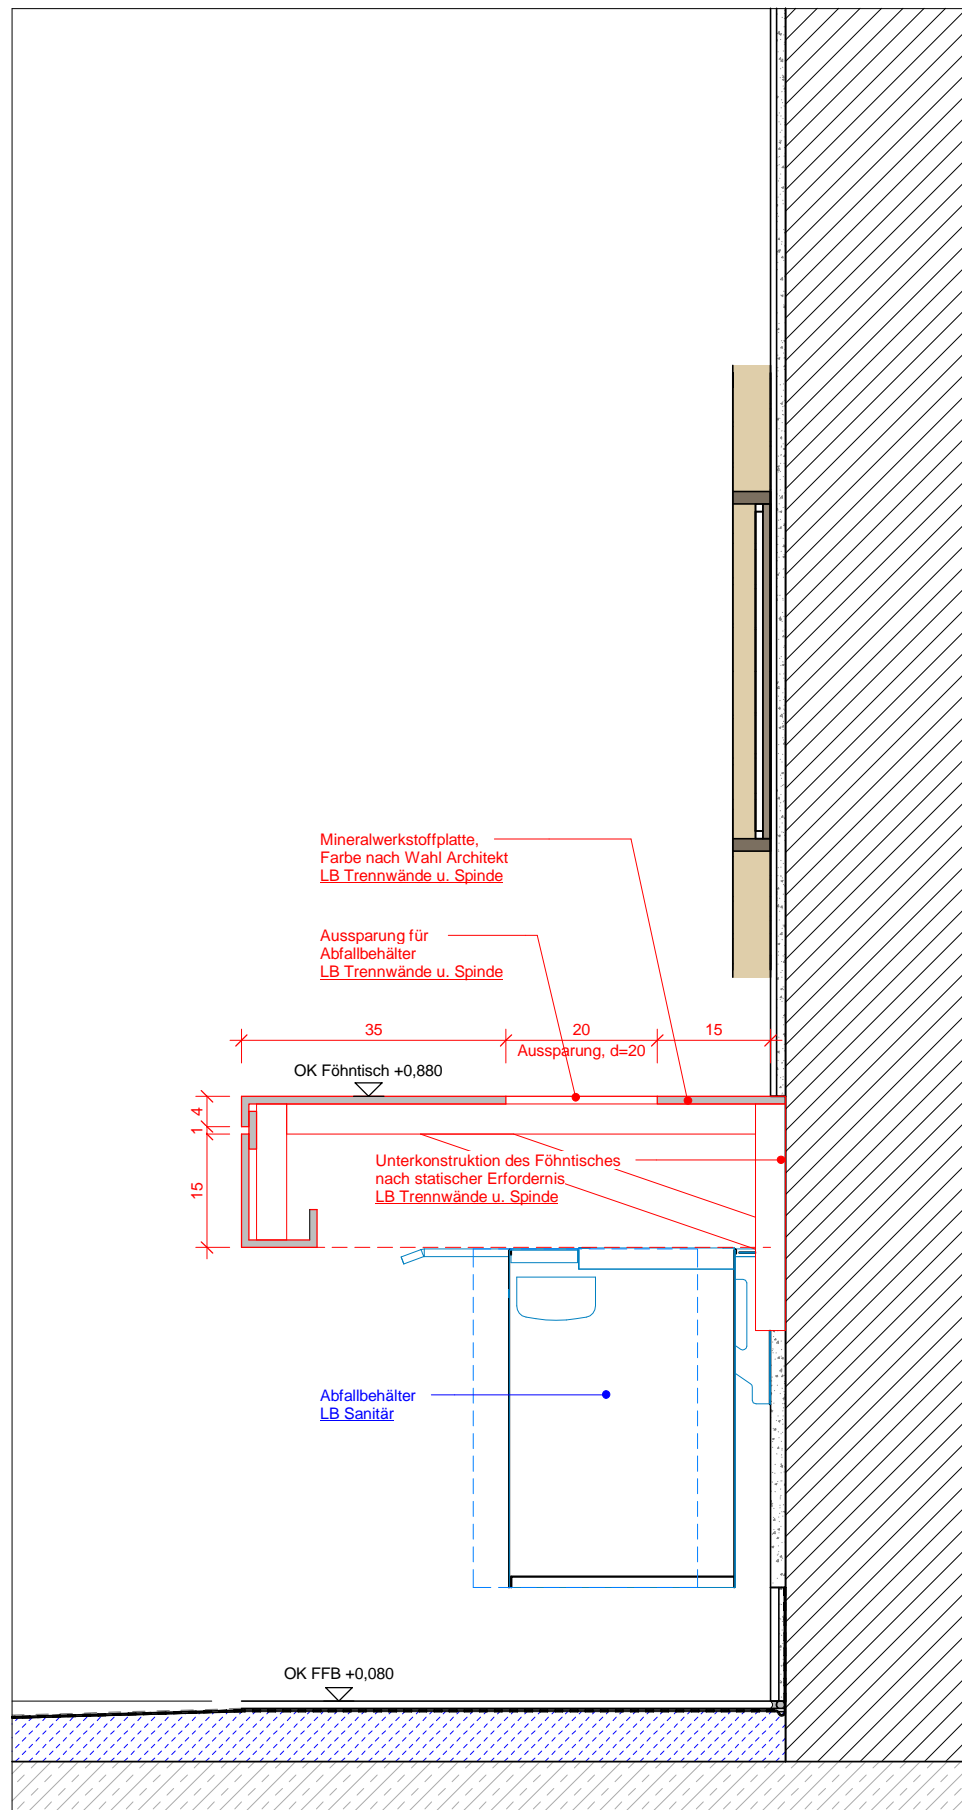 Mineralwerkstoffplatte,
Farbe nach Wahl Architekt
LB Trennwände u. Spinde
Aussparung für
Abfallbehälter
LB Trennwände u. Spinde
35
20
15
Aussparung, d=20
OK Föhntisch +0,880
4
1
15
Unterkonstruktion des Föhntisches
nach statischer Erfordernis
LB Trennwände u. Spinde
Abfallbehälter
LB Sanitär
OK FFB +0,080